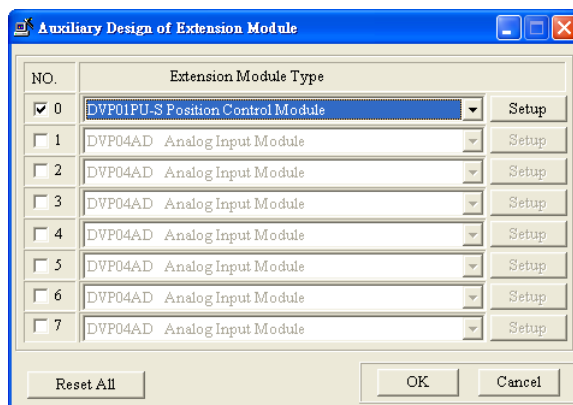 Auxiliary Design of Extension Module
NO. Extension Module Type
0 DVP01PU-S Position Control Module Setup
1 DVP04AD Analog Input Module Setup
2 DVP04AD Analog Input Module Setup
3 DVP04AD Analog Input Module Setup
4 DVP04AD Analog Input Module Setup
5 DVP04AD Analog Input Module Setup
6 DVP04AD Analog Input Module Setup
7 DVP04AD Analog Input Module Setup
Reset All OK Cancel